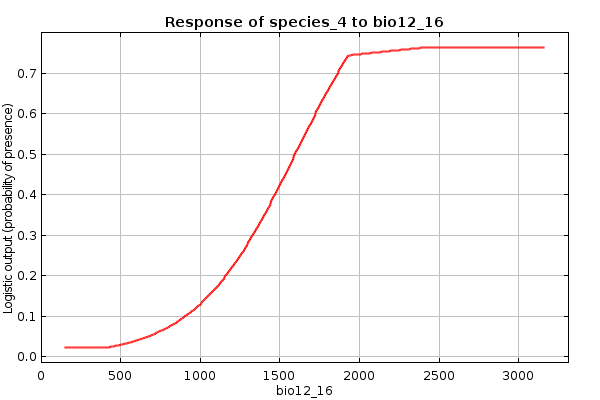 Response of species_4 to bio12_16
Logistic output (probability of presence)
0.7
0.6
0.5
0.4
0.3
0.2
0.1
0.0
0 500 1000 1500 2000 2500 3000
bio12_16